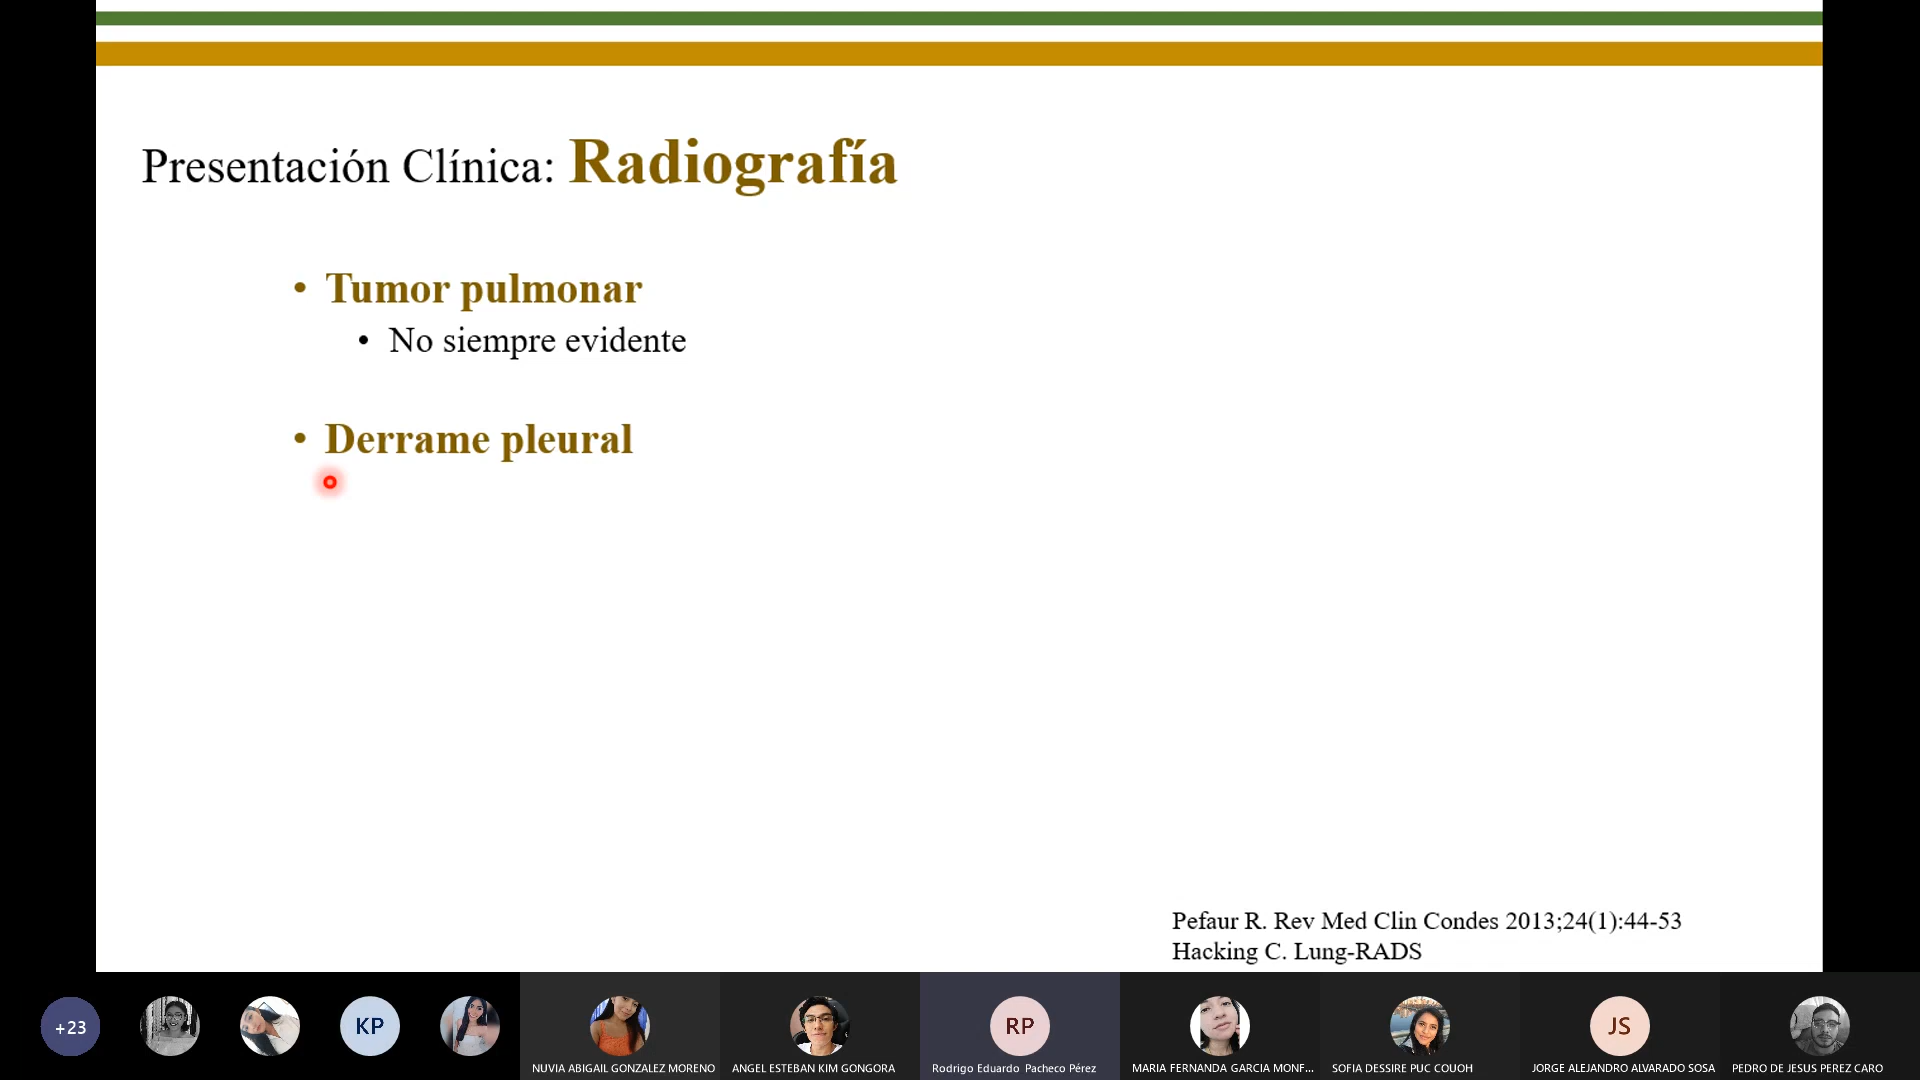 Presentación Clínica: Radiografía
• Tumor pulmonar
• No siempre evidente
• Derrame pleural
Pefaur R. Rev Med Clin Condes 2013;24(1):44-53
Hacking C. Lung-RADS
+23
KP
RP
JS
NUVIA ABIGAIL GONZALEZ MORENO
ANGEL ESTEBAN KIM GONGORA
Rodrigo Eduardo Pacheco Pérez
MARIA FERNANDA GARCIA MONF...
SOFIA DESSIRE PUC COUOH
JORGE ALEJANDRO ALVARADO SOSA
PEDRO DE JESUS PEREZ CARO